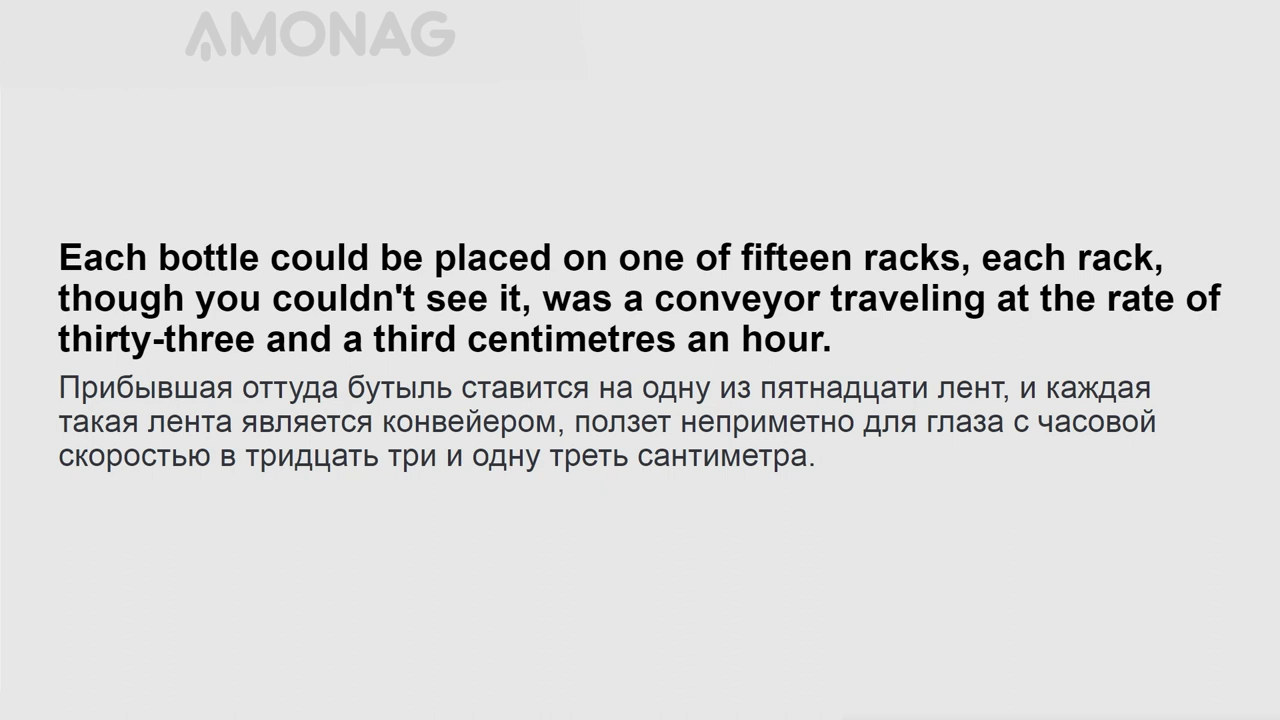 AMONAG
Each bottle could be placed on one of fifteen racks, each rack,
though you couldn't see it, was a conveyor traveling at the rate of
thirty-three and a third centimetres an hour.
Прибывшая оттуда бутыль ставится на одну из пятнадцати лент, и каждая
такая лента является конвейером, ползет неприметно для глаза с часовой
скоростью в тридцать три и одну треть сантиметра.